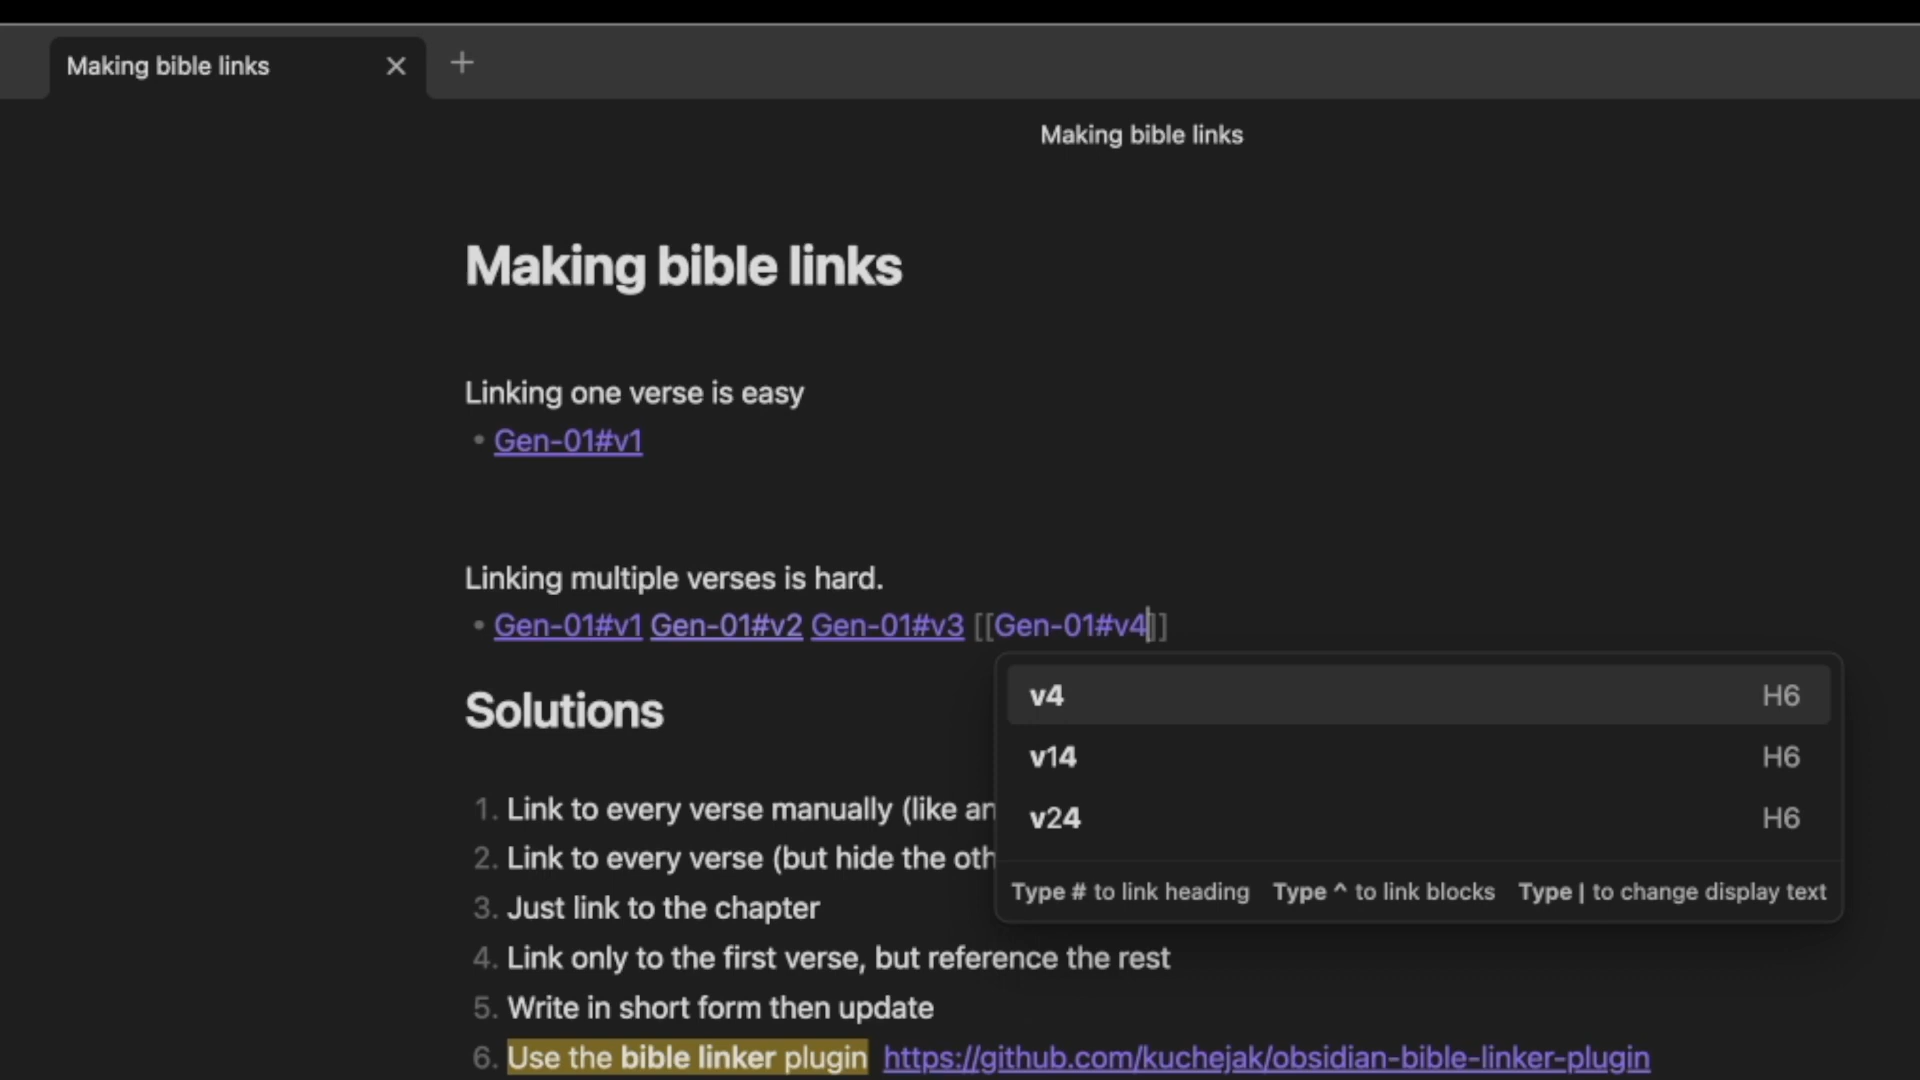 Making bible links
Making bible links
Making bible links
Linking one verse is easy
• Gen-01#v1
Linking multiple verses is hard.
• Gen-01#v1 Gen-01#v2 Gen-01#v3 [[Gen-01#v4]]
v4 H6
v14 H6
v24 H6
Type # to link heading Type ^ to link blocks Type | to change display text
Solutions
1. Link to every verse manually (like
2. Link to every verse (but hide the
3. Just link to the chapter
4. Link only to the first verse, but reference the rest
5. Write in short form then update
6. Use the bible linker plugin https://github.com/kuchejak/obsidian-bible-linker-plugin